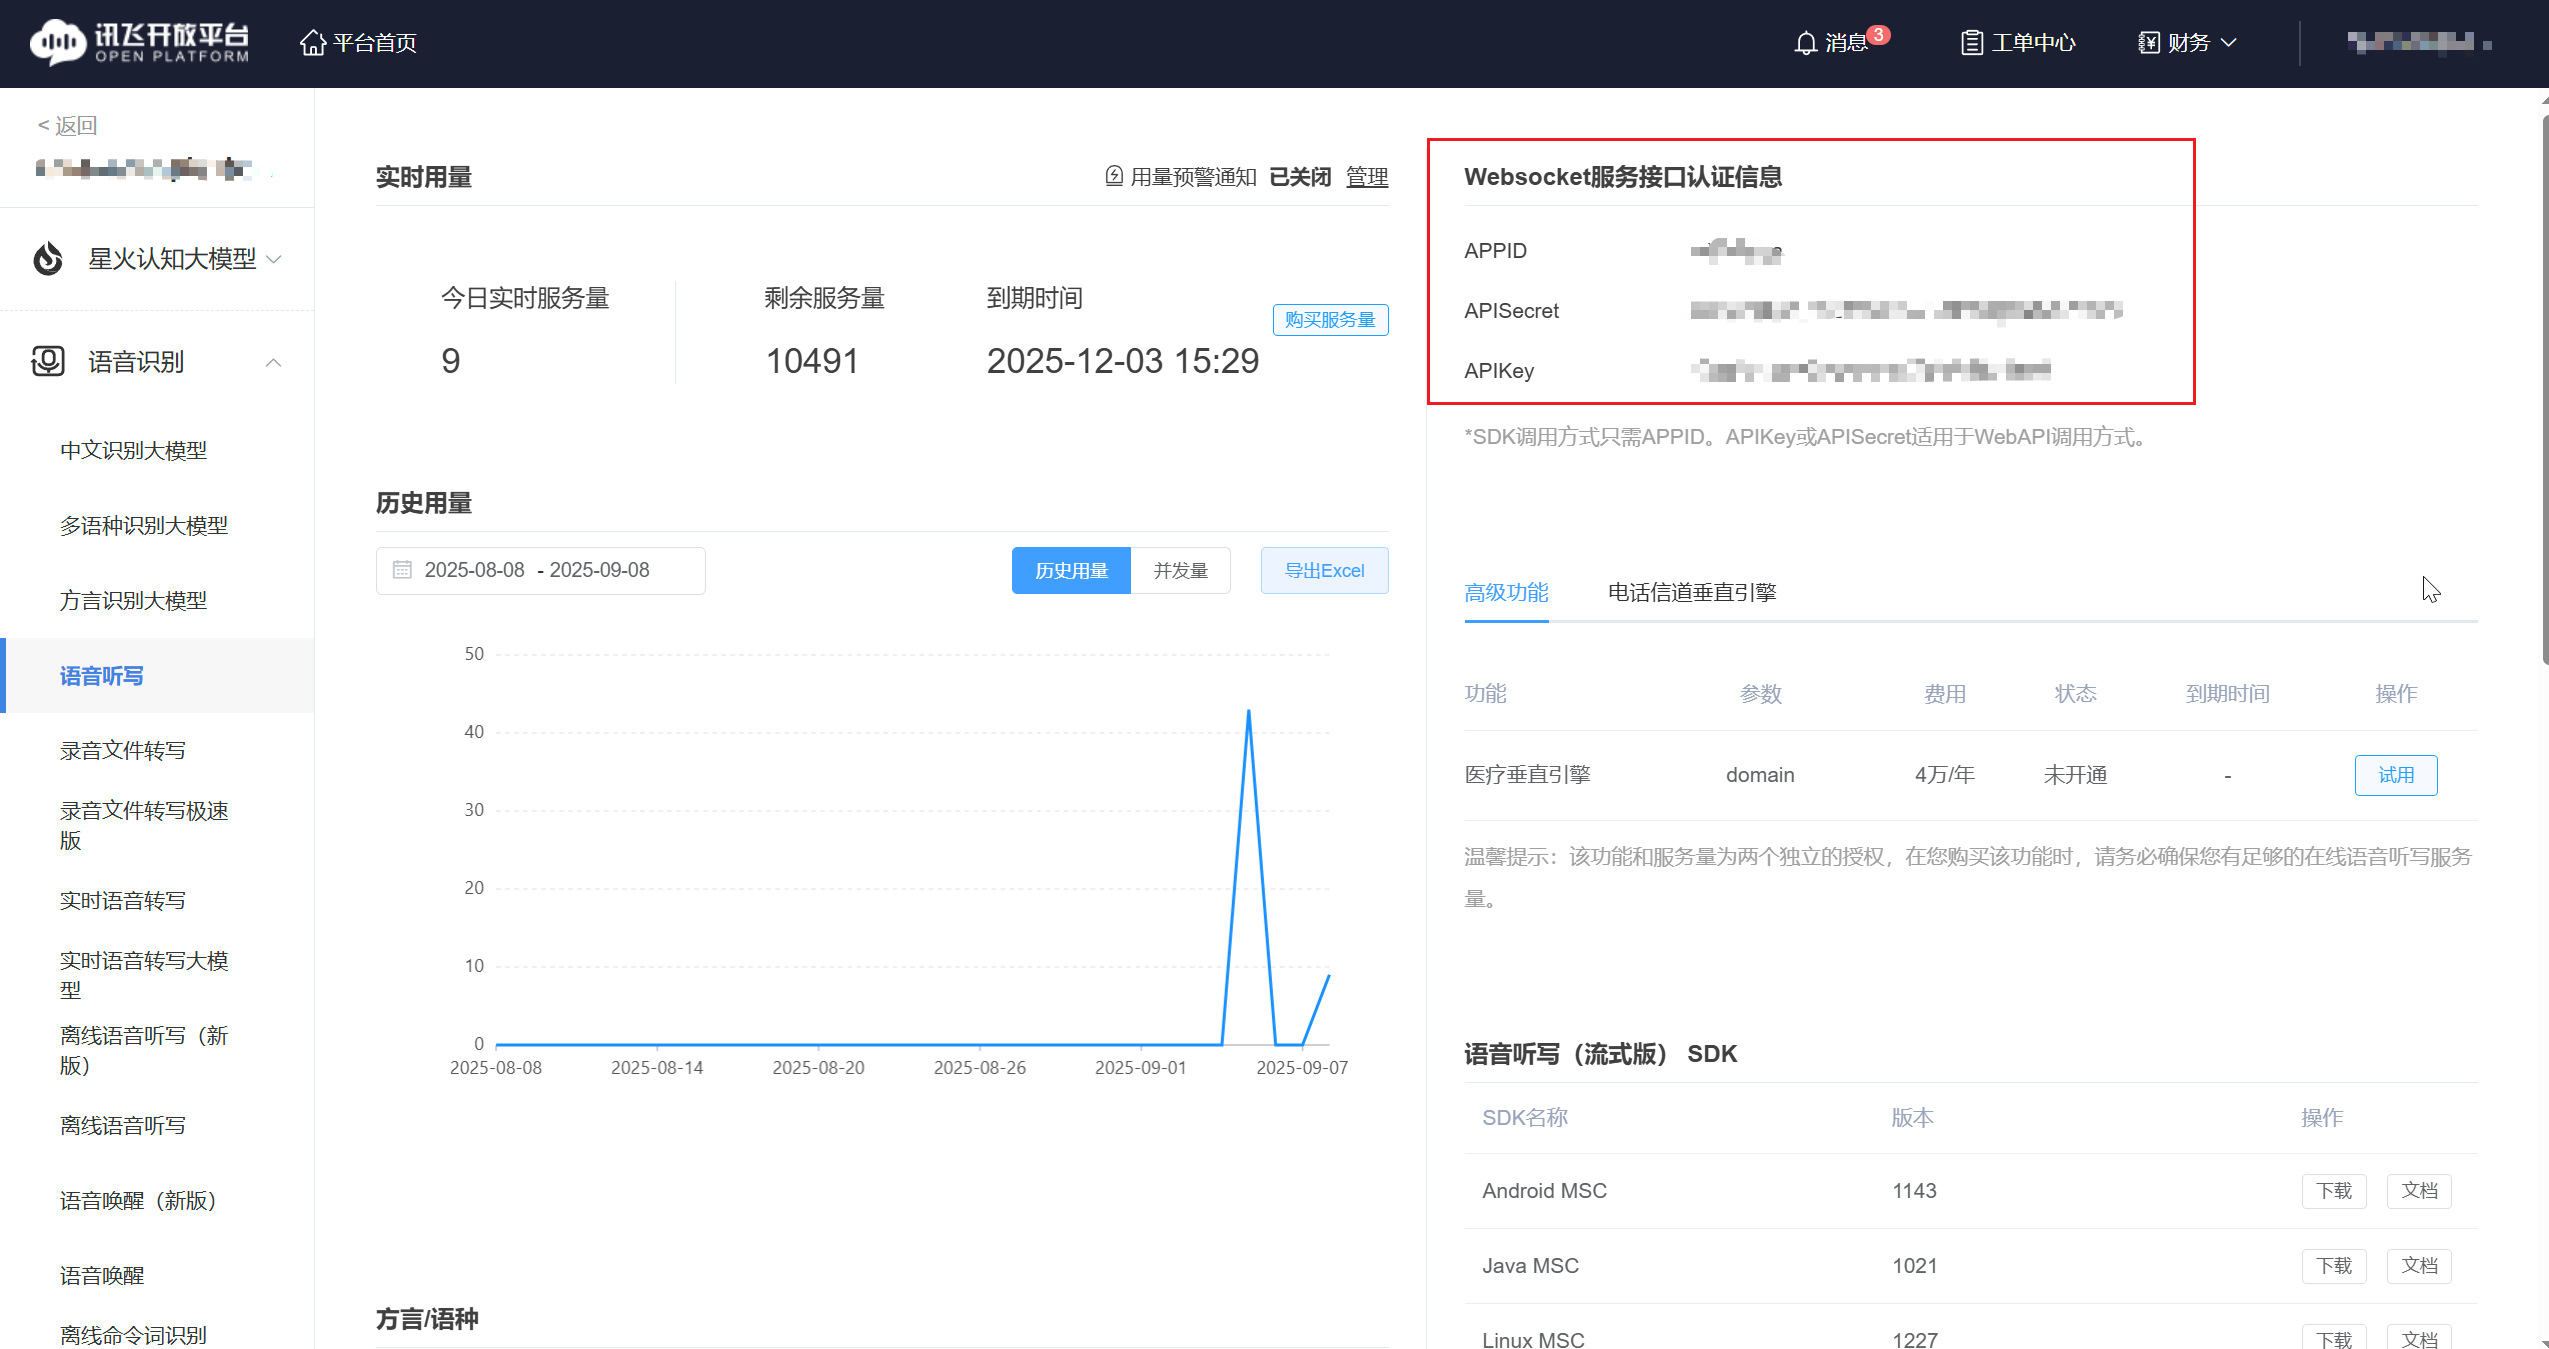 讯飞开放平台
OPEN PLATFORM
平台首页
消息 3
工单中心
财务
< 返回
星火认知大模型
语音识别
中文识别大模型
多语种识别大模型
方言识别大模型
语音听写
录音文件转写
录音文件转写极速
版
实时语音转写
实时语音转写大模
型
离线语音听写（新
版）
离线语音听写
语音唤醒（新版）
语音唤醒
离线命令词识别
实时用量
用量预警通知 已关闭 管理
今日实时服务量
9
剩余服务量
10491
到期时间
2025-12-03 15:29
购买服务量
历史用量
2025-08-08 - 2025-09-08
历史用量
并发量
导出Excel
50
40
30
20
10
0
2025-08-08
2025-08-14
2025-08-20
2025-08-26
2025-09-01
2025-09-07
方言/语种
Websocket服务接口认证信息
APPID
APISecret
APIKey
*SDK调用方式只需APPID。APIKey或APISecret适用于WebAPI调用方式。
高级功能
电话信道垂直引擎
功能 参数 费用 状态 到期时间 操作
医疗垂直引擎 domain 4万/年 未开通 - 试用
温馨提示：该功能和服务量为两个独立的授权，在您购买该功能时，请务必确保您有足够的在线语音听写服务
量。
语音听写（流式版） SDK
SDK名称 版本 操作
Android MSC 1143 下载 文档
Java MSC 1021 下载 文档
Linux MSC 1227 下载 文档